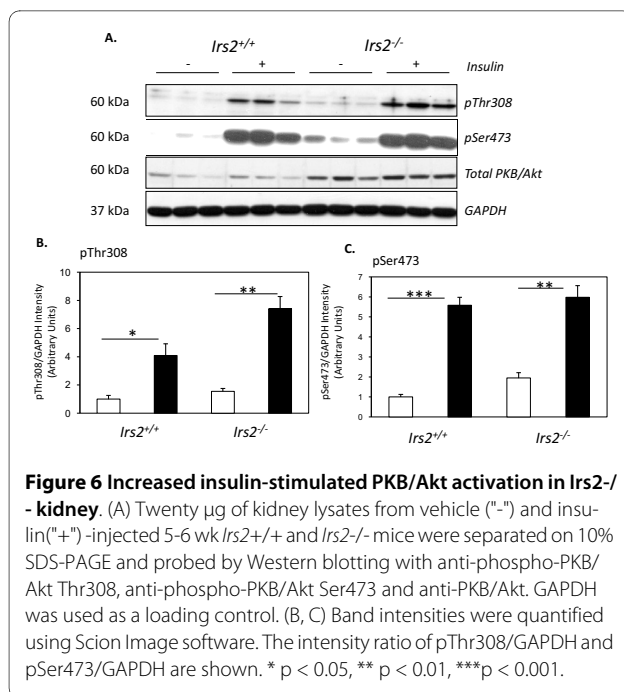 A.
Irs2+/+ Irs2-/-
- + - + Insulin
60 kDa pThr308
60 kDa pSer473
60 kDa Total PKB/Akt
37 kDa GAPDH
B.
pThr308
pThr308/GAPDH Intensity
(Arbitrary Units)
10
8
6
4
2
0
*
**
Irs2+/+ Irs2-/-
C.
pSer473
pSer473/GAPDH Intensity
(Arbitrary Units)
7
6
5
4
3
2
1
0
***
**
Irs2+/+ Irs2-/-
Figure 6 Increased insulin-stimulated PKB/Akt activation in Irs2-/
- kidney. (A) Twenty μg of kidney lysates from vehicle ("-") and insu-
lin("+") -injected 5-6 wk Irs2+/+ and Irs2-/- mice were separated on 10%
SDS-PAGE and probed by Western blotting with anti-phospho-PKB/
Akt Thr308, anti-phospho-PKB/Akt Ser473 and anti-PKB/Akt. GAPDH
was used as a loading control. (B, C) Band intensities were quantified
using Scion Image software. The intensity ratio of pThr308/GAPDH and
pSer473/GAPDH are shown. * p < 0.05, ** p < 0.01, ***p < 0.001.